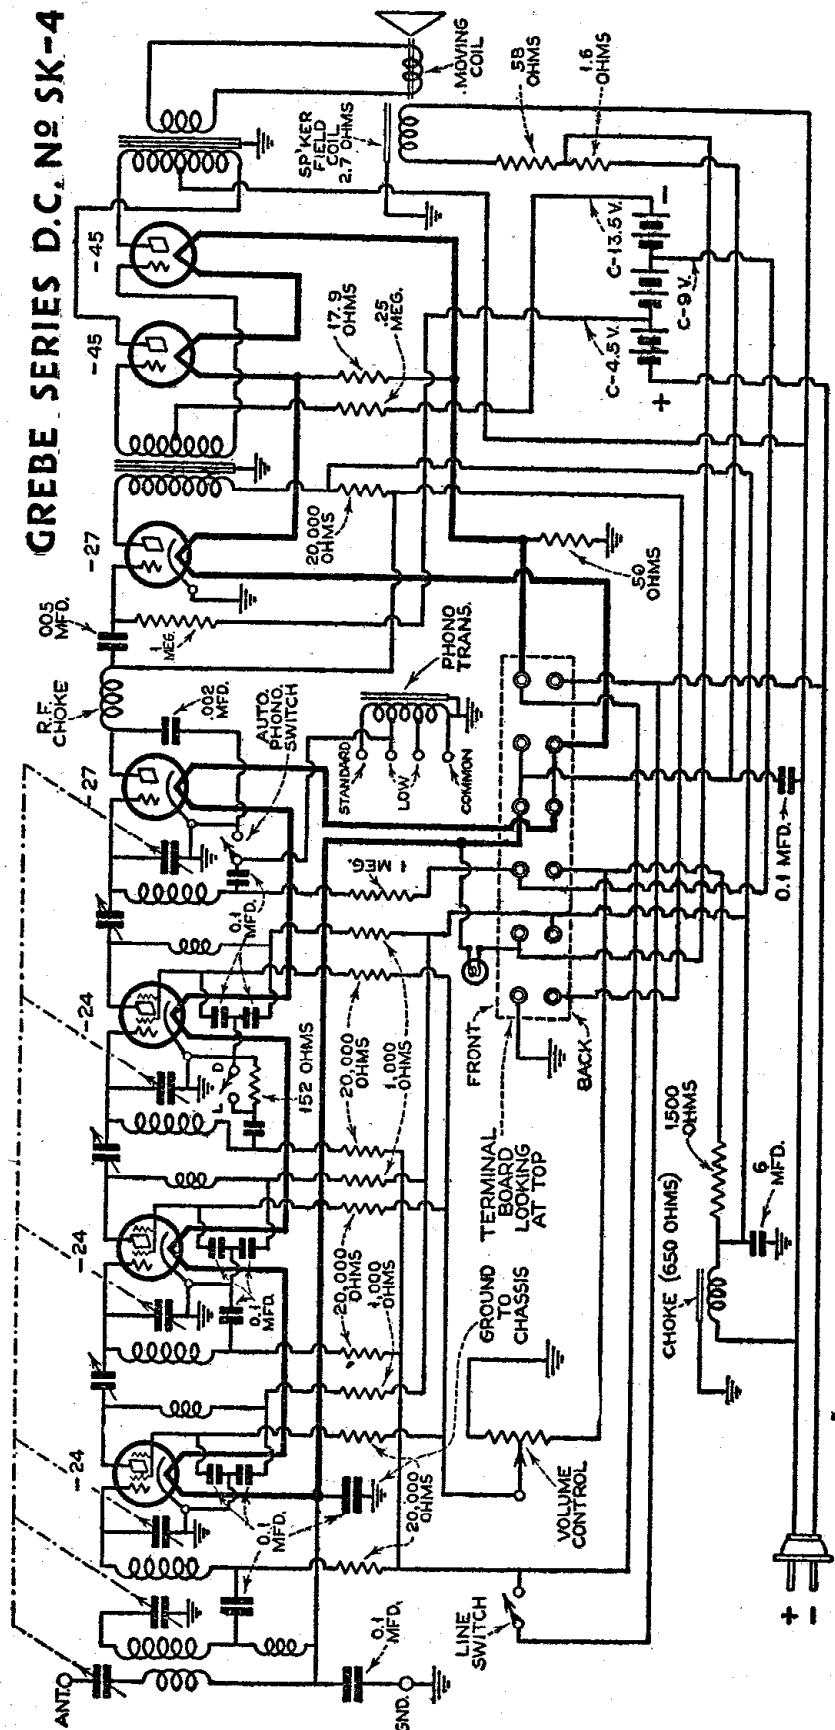 GREBE SERIES D.C. Nº SK-4
ANT.
GND.
0.1
MFD.
-24
-24
-24
-27
-27
-45
-45
0.1
MFD.
20,000
OHMS
0.1
MFD.
20,000
OHMS
1,000
OHMS
L
D
152 OHMS
20,000
OHMS
1,000
OHMS
0.1
MFD.
1 MEG.
AUTO.
PHONO.
SWITCH
.002
MFD.
R.F.
CHOKE
.005
MFD.
1
MEG.
20,000
OHMS
17.9
OHMS
.25
MEG.
SP'KER
FIELD
COIL
2.7 OHMS
MOVING
COIL
.58
OHMS
1.6
OHMS
C-13.5 V.
C-9 V.
C-4.5 V.
+
-
50
OHMS
PHONO
TRANS.
STANDARD
LOW
COMMON
FRONT
BACK
TERMINAL
BOARD
LOOKING
AT TOP
GROUND
TO
CHASSIS
VOLUME
CONTROL
LINE
SWITCH
0.1 MFD.
1500
OHMS
6
MFD.
CHOKE (650 OHMS)
+
-